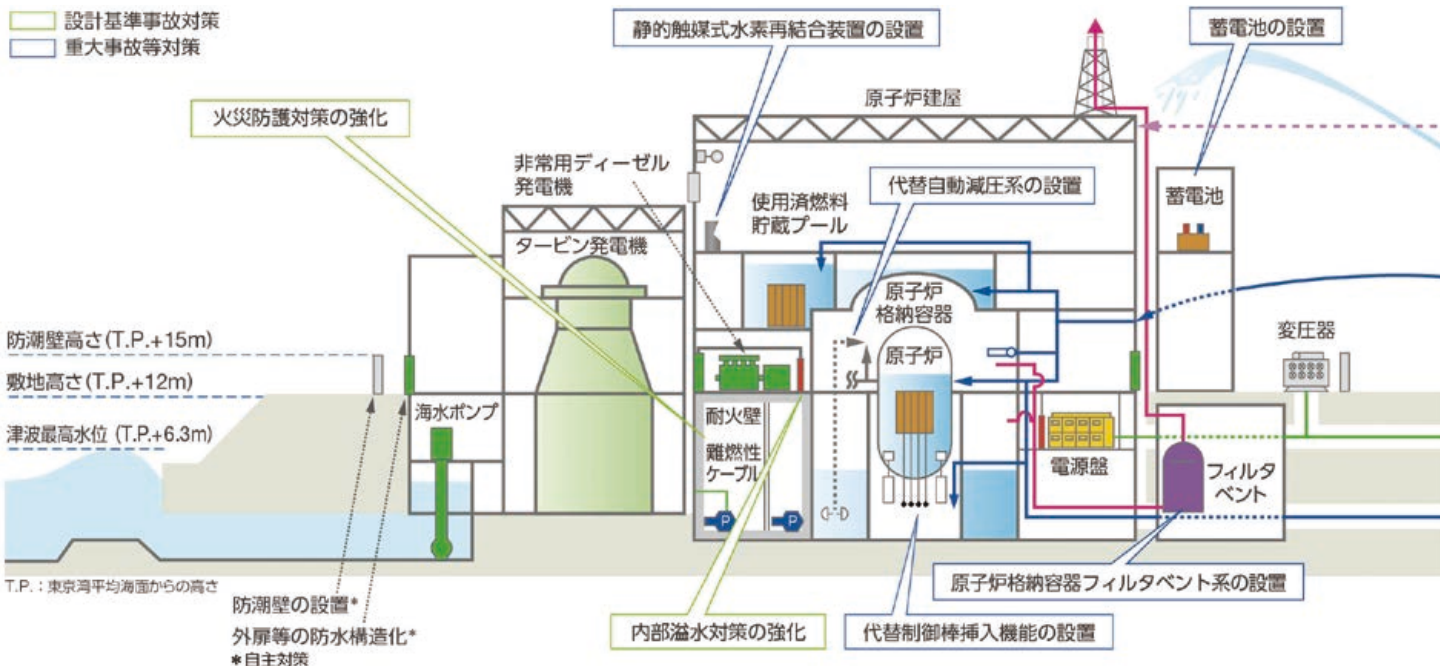 設計基準事故対策
重大事故等対策
静的触媒式水素再結合装置の設置
蓄電池の設置
火災防護対策の強化
原子炉建屋
非常用ディーゼル
発電機
使用済燃料
貯蔵プール
代替自動減圧系の設置
蓄電池
タービン発電機
原子炉
格納容器
原子炉
変圧器
防潮壁高さ(T.P.+15m)
敷地高さ(T.P.+12m)
津波最高水位 (T.P.+6.3m)
海水ポンプ
耐火壁
難燃性
ケーブル
電源盤
フィルタ
ベント
P
P
T.P.：東京湾平均海面からの高さ
防潮壁の設置*
外扉等の防水構造化*
*自主対策
内部溢水対策の強化
代替制御棒挿入機能の設置
原子炉格納容器フィルタベント系の設置